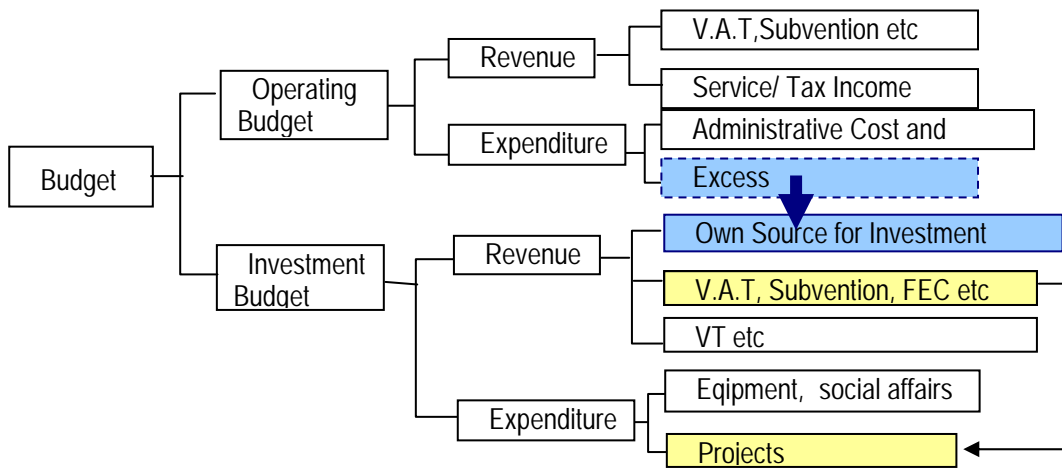 Budget
Operating
Budget
Revenue
V.A.T,Subvention etc
Service/ Tax Income
Expenditure
Administrative Cost and
Excess
Investment
Budget
Revenue
Own Source for Investment
V.A.T, Subvention, FEC etc
VT etc
Expenditure
Eqipment, social affairs
Projects